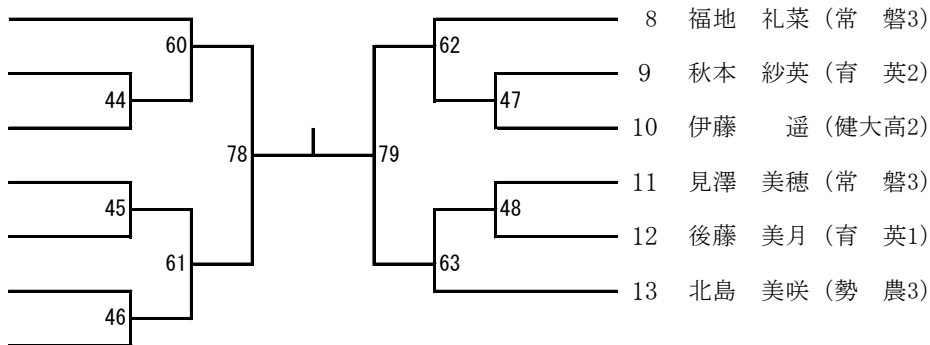 60
44
78
45
61
46
62
47
79
48
63
8 福地 礼菜 (常 磐3)
9 秋本 紗英 (育 英2)
10 伊藤 遥 (健大高2)
11 見澤 美穂 (常 磐3)
12 後藤 美月 (育 英1)
13 北島 美咲 (勢 農3)